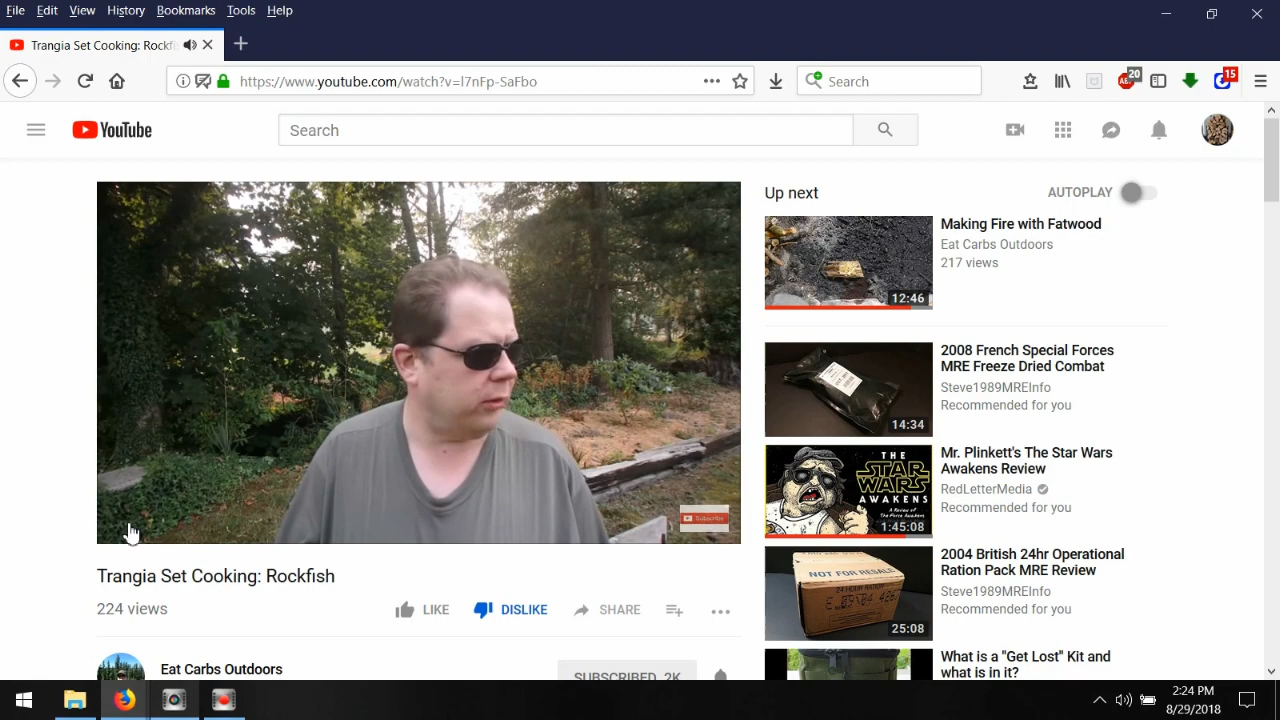 File Edit View History Bookmarks Tools Help
Trangia Set Cooking: Rockfis
https://www.youtube.com/watch?v=l7nFp-SaFbo
Search
20
15
YouTube
Search
Up next
AUTOPLAY
Making Fire with Fatwood
Eat Carbs Outdoors
217 views
12:46
2008 French Special Forces
MRE Freeze Dried Combat
Steve1989MREInfo
Recommended for you
14:34
Mr. Plinkett's The Star Wars
Awakens Review
RedLetterMedia
Recommended for you
THE
STAR
WARS
AWAKENS
1:45:08
2004 British 24hr Operational
Ration Pack MRE Review
Steve1989MREInfo
Recommended for you
NOT FOR RESALE
24 HOUR RATION
25:08
What is a "Get Lost" Kit and
what is in it?
Subscribe
Trangia Set Cooking: Rockfish
224 views
LIKE DISLIKE SHARE
Eat Carbs Outdoors
SUBSCRIBED 2K
2:24 PM
8/29/2018